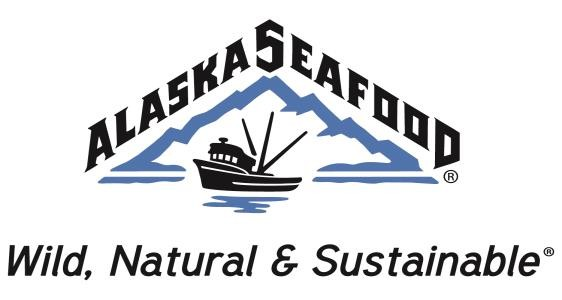 ALASKA SEAFOOD®
Wild, Natural & Sustainable®